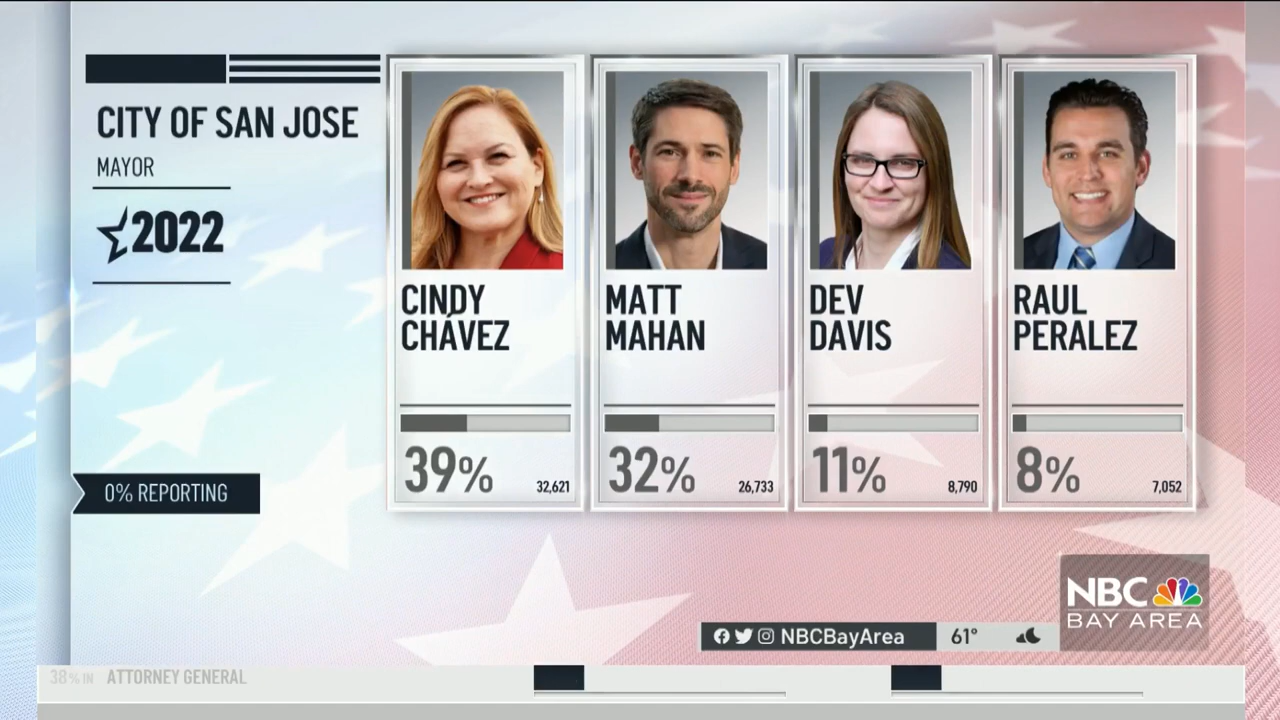 CITY OF SAN JOSE
MAYOR
2022
0% REPORTING
CINDY
CHÁVEZ
39%
32,621
MATT
MAHAN
32%
26,733
DEV
DAVIS
11%
8,790
RAUL
PERALEZ
8%
7,052
NBC
BAY AREA
NBCBayArea
61°
38% IN ATTORNEY GENERAL